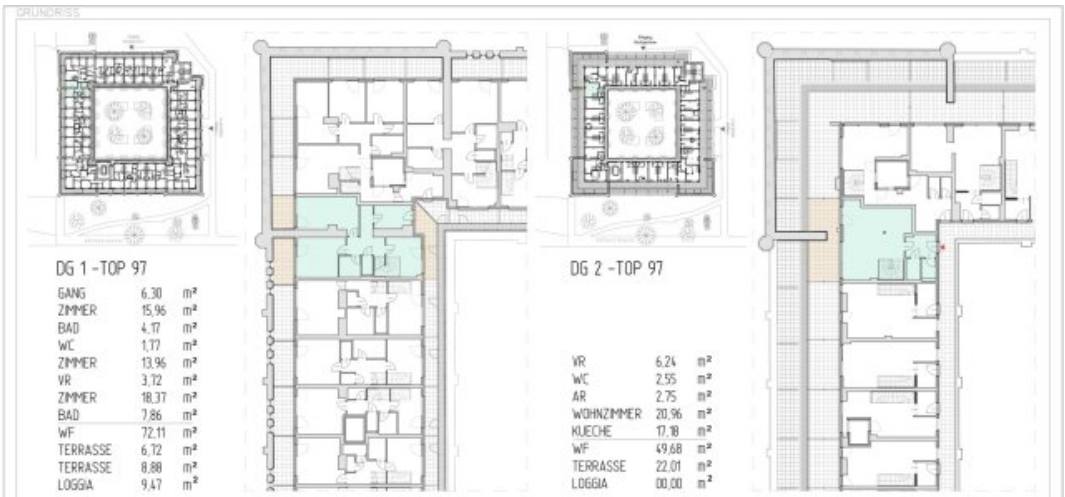 GRUNDRISS
DG 1 -TOP 97
GANG 6,30 m²
ZIMMER 15,96 m²
BAD 4,17 m²
WC 1,77 m²
ZIMMER 13,96 m²
VR 3,72 m²
ZIMMER 18,37 m²
BAD 7,86 m²
WF 72,11 m²
TERRASSE 6,72 m²
TERRASSE 8,88 m²
LOGGIA 9,47 m²
DG 2 -TOP 97
VR 6,24 m²
WC 2,55 m²
AR 2,75 m²
WOHNZIMMER 20,96 m²
KUECHE 17,18 m²
WF 49,68 m²
TERRASSE 22,01 m²
LOGGIA 00,00 m²